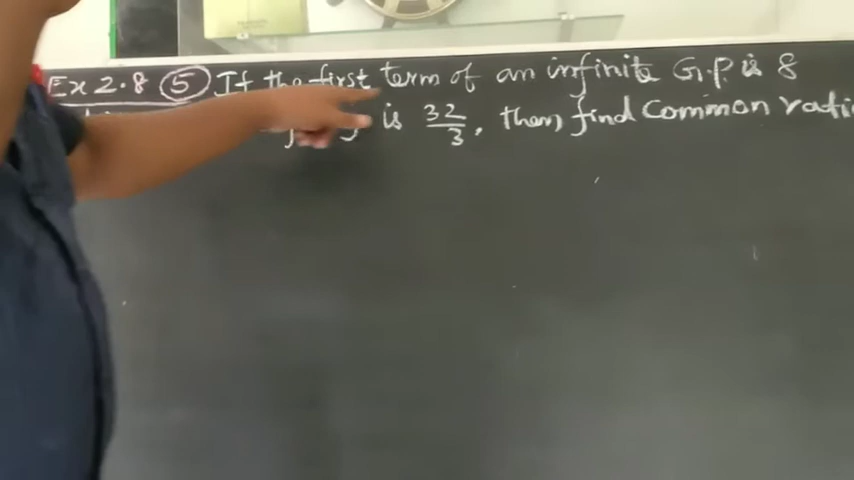 Ex 2.8 ⑤ If the first term of an infinite G.P is 8
is 32/3, then find Common ratio